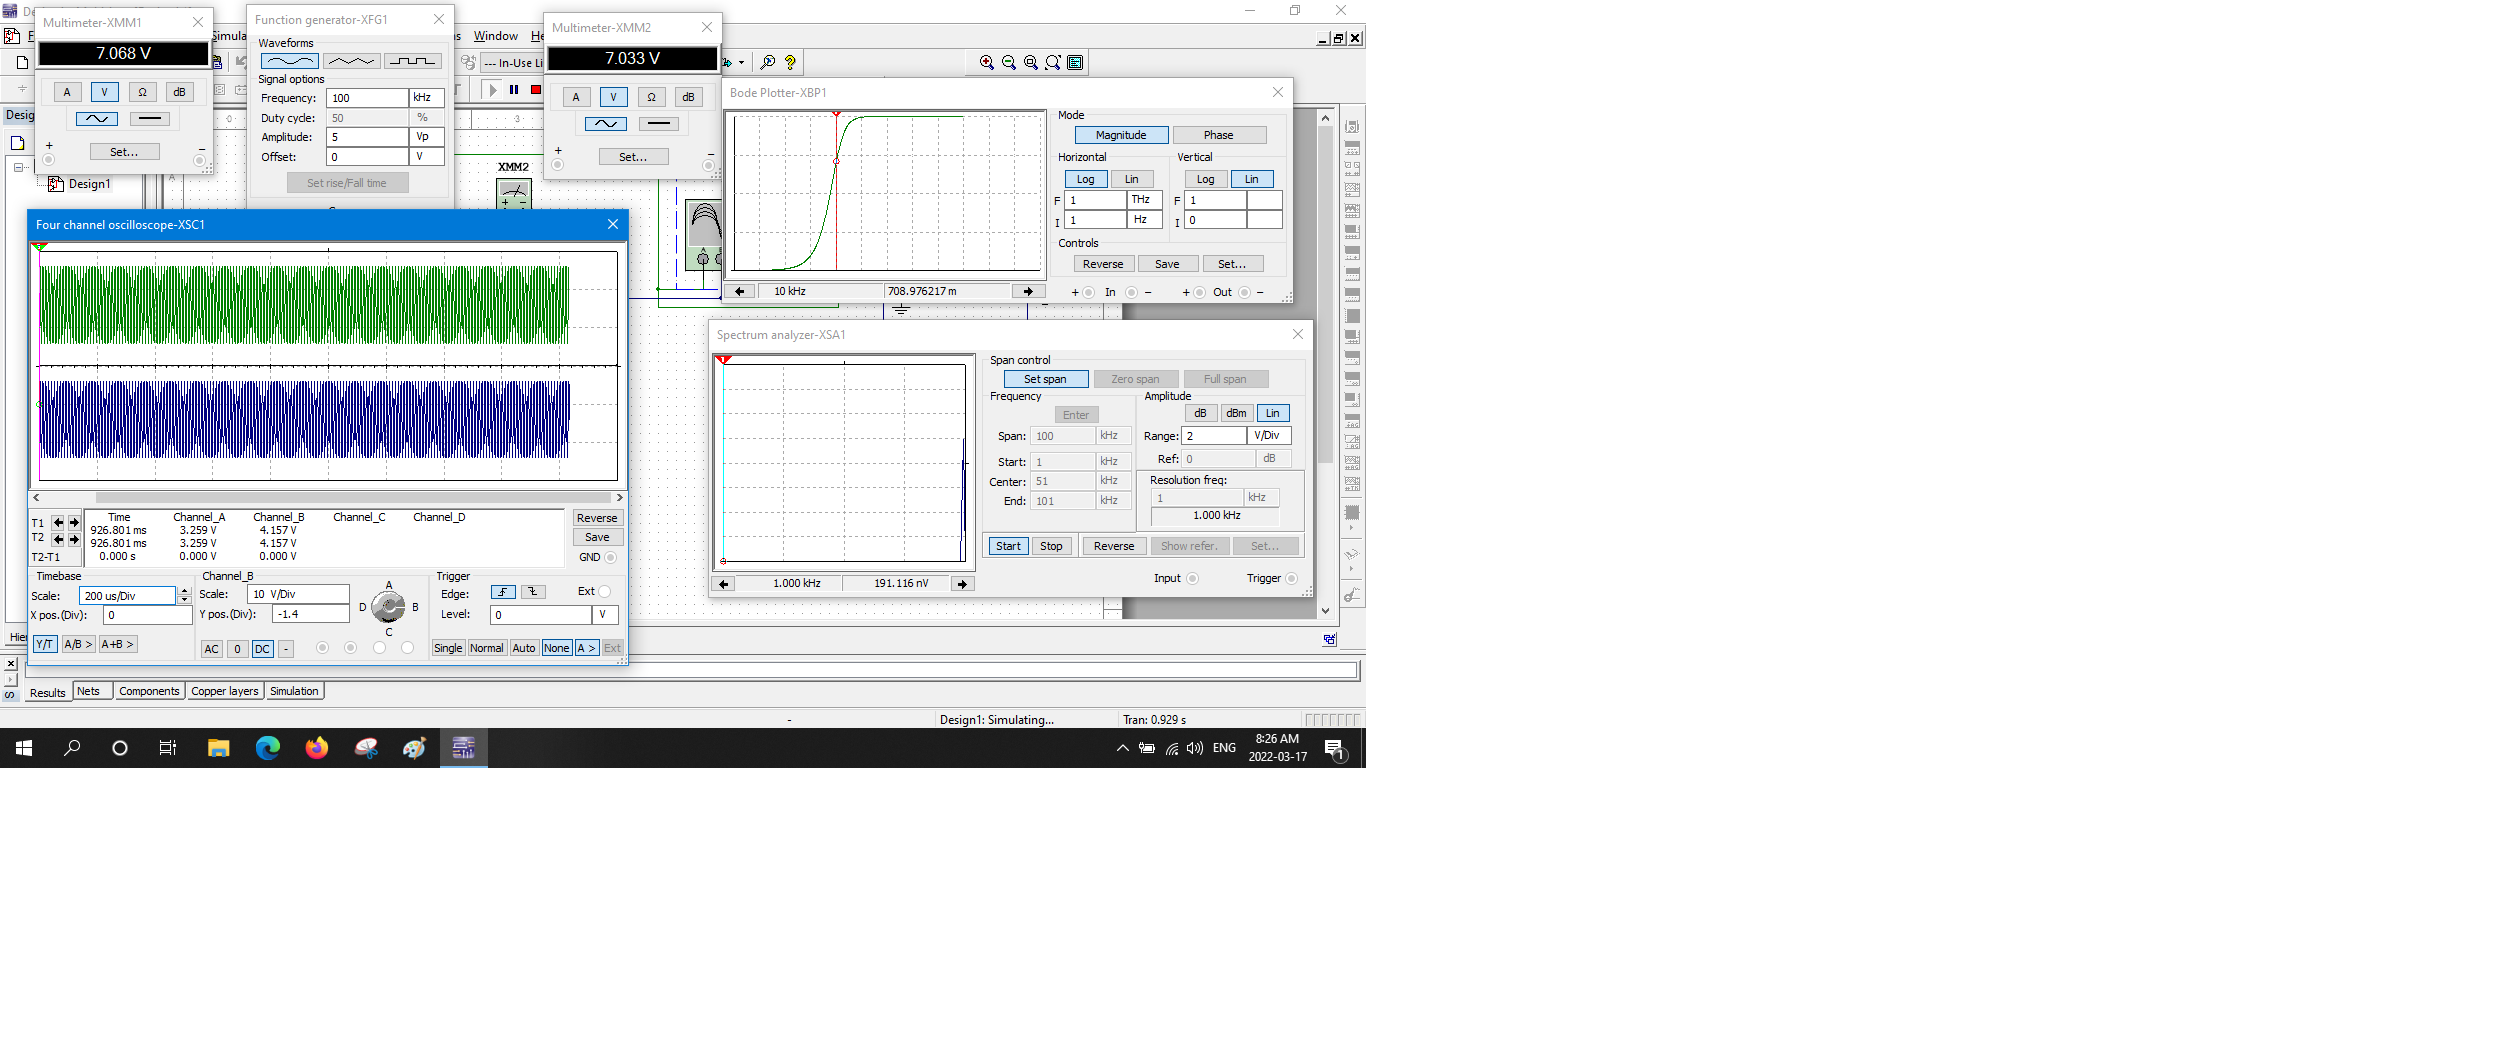 Multimeter-XMM1
7.068 V
A V Ω dB
+ Set... −
Function generator-XFG1
Waveforms
Signal options
Frequency: 100 kHz
Duty cycle: 50 %
Amplitude: 5 Vp
Offset: 0 V
Set rise/Fall time
Multimeter-XMM2
7.033 V
A V Ω dB
+ Set... −
Simula
Window He
--- In-Use Li
Desig
Design1
XMM2
A
3
0
Bode Plotter-XBP1
Mode
Magnitude Phase
Horizontal Vertical
Log Lin Log Lin
F 1 THz F 1
I 1 Hz I 0
Controls
Reverse Save Set...
10 kHz 708.976217 m
+ In − + Out −
Four channel oscilloscope-XSC1
Time Channel_A Channel_B Channel_C Channel_D
T1 926.801 ms 3.259 V 4.157 V
T2 926.801 ms 3.259 V 4.157 V
T2-T1 0.000 s 0.000 V 0.000 V
Reverse
Save
GND
Timebase
Scale: 200 us/Div
X pos.(Div): 0
Y/T A/B > A+B >
Channel_B
Scale: 10 V/Div
Y pos.(Div): -1.4
AC 0 DC -
A
D B
C
Trigger
Edge: Ext
Level: 0 V
Single Normal Auto None A > Ext
Spectrum analyzer-XSA1
Span control
Set span Zero span Full span
Frequency
Enter
Span: 100 kHz
Start: 1 kHz
Center: 51 kHz
End: 101 kHz
Amplitude
dB dBm Lin
Range: 2 V/Div
Ref: 0 dB
Resolution freq:
1 kHz
1.000 kHz
Start Stop Reverse Show refer. Set...
1.000 kHz 191.116 nV
Input Trigger
Hier
Results Nets Components Copper layers Simulation
- Design1: Simulating... Tran: 0.929 s
ENG
8:26 AM
2022-03-17
1